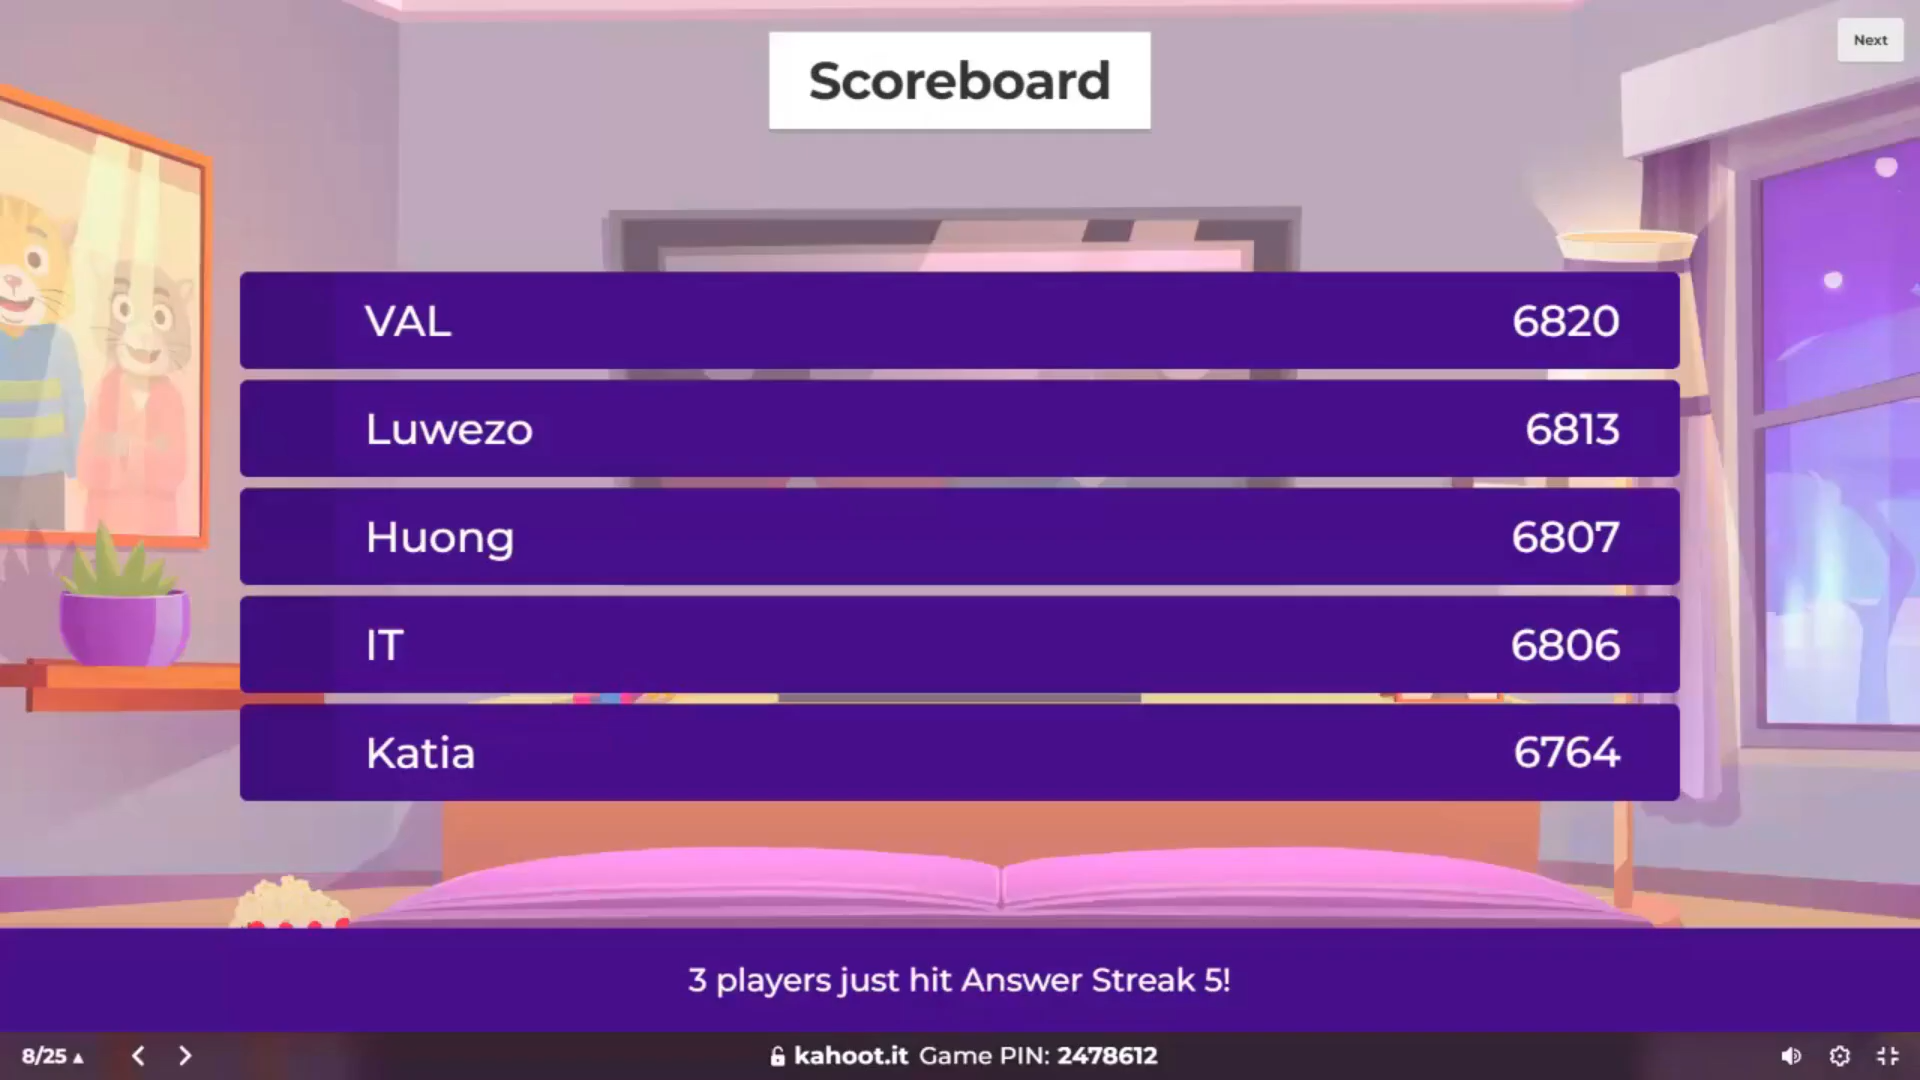 Next
Scoreboard
VAL 6820
Luwezo 6813
Huong 6807
IT 6806
Katia 6764
3 players just hit Answer Streak 5!
8/25 kahoot.it Game PIN: 2478612